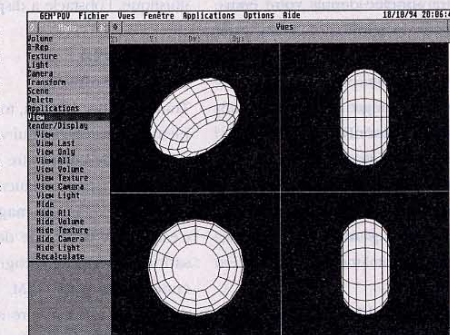 GEM'POV Fichier Vues Fenêtre Applications Options Aide 18/10/94 20:06:4
Vues
Volume
B-Rep
Texture
Light
Camera
Transform
Scene
Delete
Applications
View
Render/Display
View
View Last
View Only
View All
View Volume
View Texture
View Camera
View Light
Hide
Hide All
Hide Volume
Hide Texture
Hide Camera
Hide Light
Recalculate